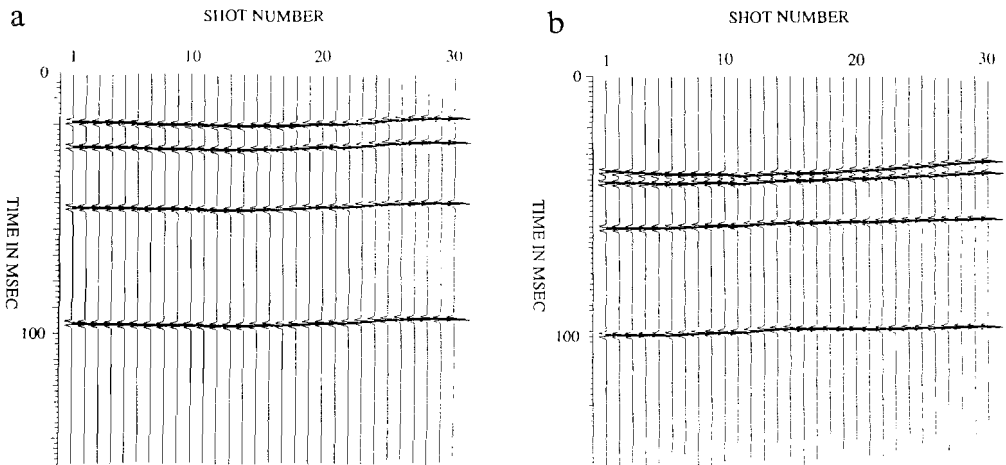 a
SHOT NUMBER
1 10 20 30
0
TIME IN MSEC
100
b
SHOT NUMBER
1 10 20 30
0
TIME IN MSEC
100